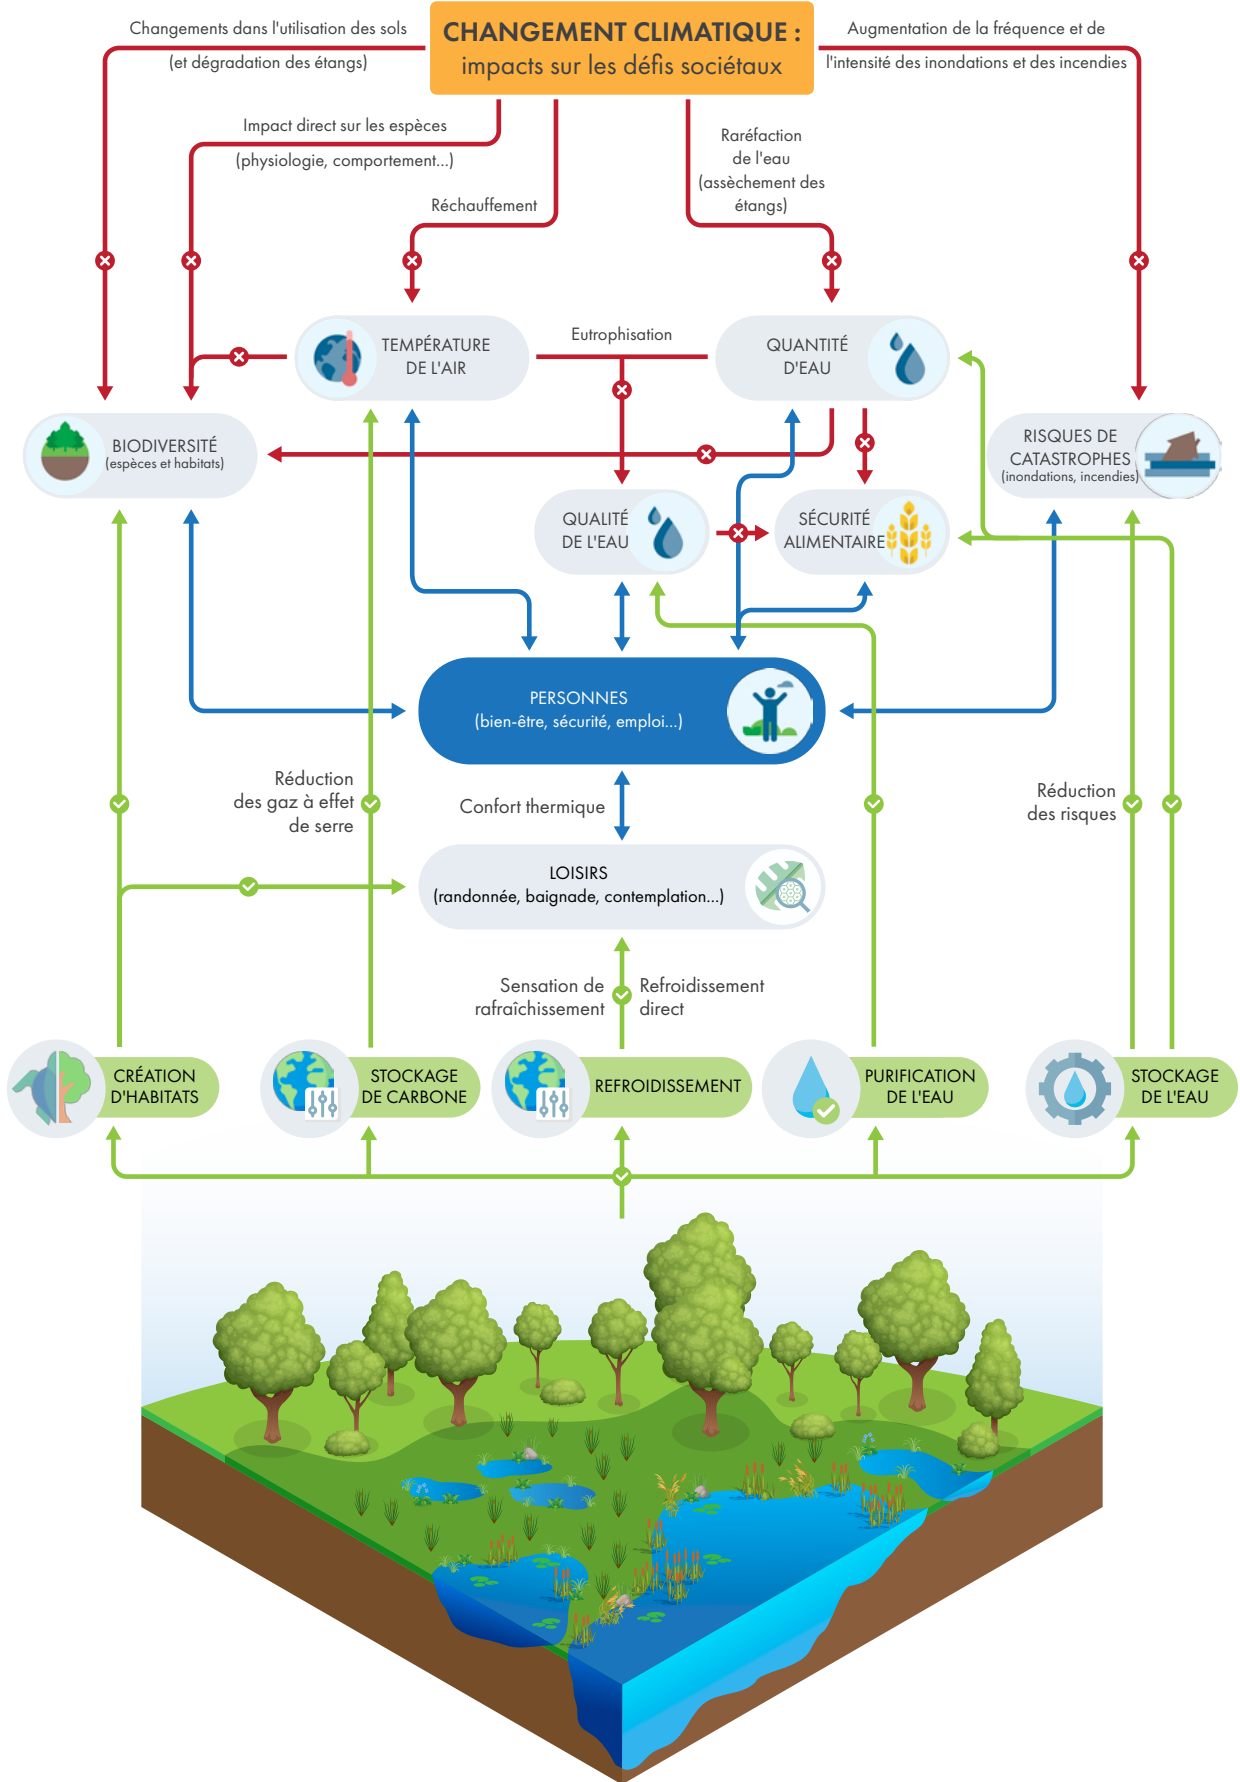 CHANGEMENT CLIMATIQUE :
impacts sur les défis sociétaux
Changements dans l'utilisation des sols
(et dégradation des étangs)
Augmentation de la fréquence et de
l'intensité des inondations et des incendies
Impact direct sur les espèces
(physiologie, comportement...)
Réchauffement
Raréfaction
de l'eau
(assèchement des
étangs)
TEMPÉRATURE
DE L'AIR
Eutrophisation
QUANTITÉ
D'EAU
BIODIVERSITÉ
(espèces et habitats)
RISQUES DE
CATASTROPHES
(inondations, incendies)
QUALITÉ
DE L'EAU
SÉCURITÉ
ALIMENTAIRE
PERSONNES
(bien-être, sécurité, emploi...)
Réduction
des gaz à effet
de serre
Confort thermique
Réduction
des risques
LOISIRS
(randonnée, baignade, contemplation...)
Sensation de
rafraîchissement
Refroidissement
direct
CRÉATION
D'HABITATS
STOCKAGE
DE CARBONE
REFROIDISSEMENT
PURIFICATION
DE L'EAU
STOCKAGE
DE L'EAU